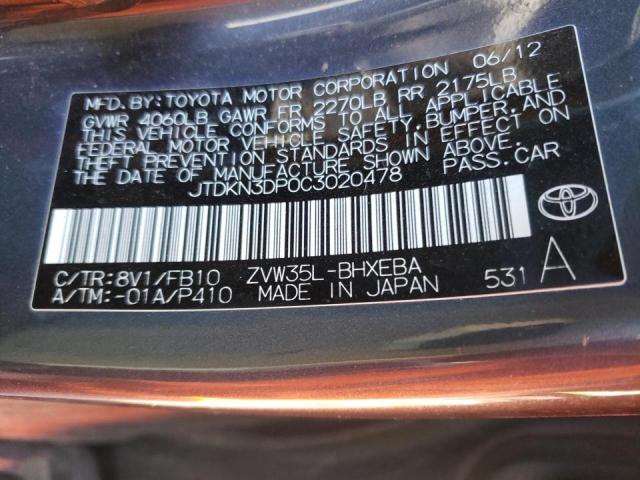 MFD. BY: TOYOTA MOTOR CORPORATION 06/12
GVWR 4060LB GAWR FR 2270LB RR 2175LB
THIS VEHICLE CONFORMS TO ALL APPLICABLE
FEDERAL MOTOR VEHICLE SAFETY, BUMPER, AND
THEFT PREVENTION STANDARDS IN EFFECT ON
THE DATE OF MANUFACTURE SHOWN ABOVE.
JTDKN3DP0C3020478 PASS. CAR
C/TR: 8V1/FB10 ZVW35L-BHXEBA
A/TM: -01A/P410 MADE IN JAPAN 531 A